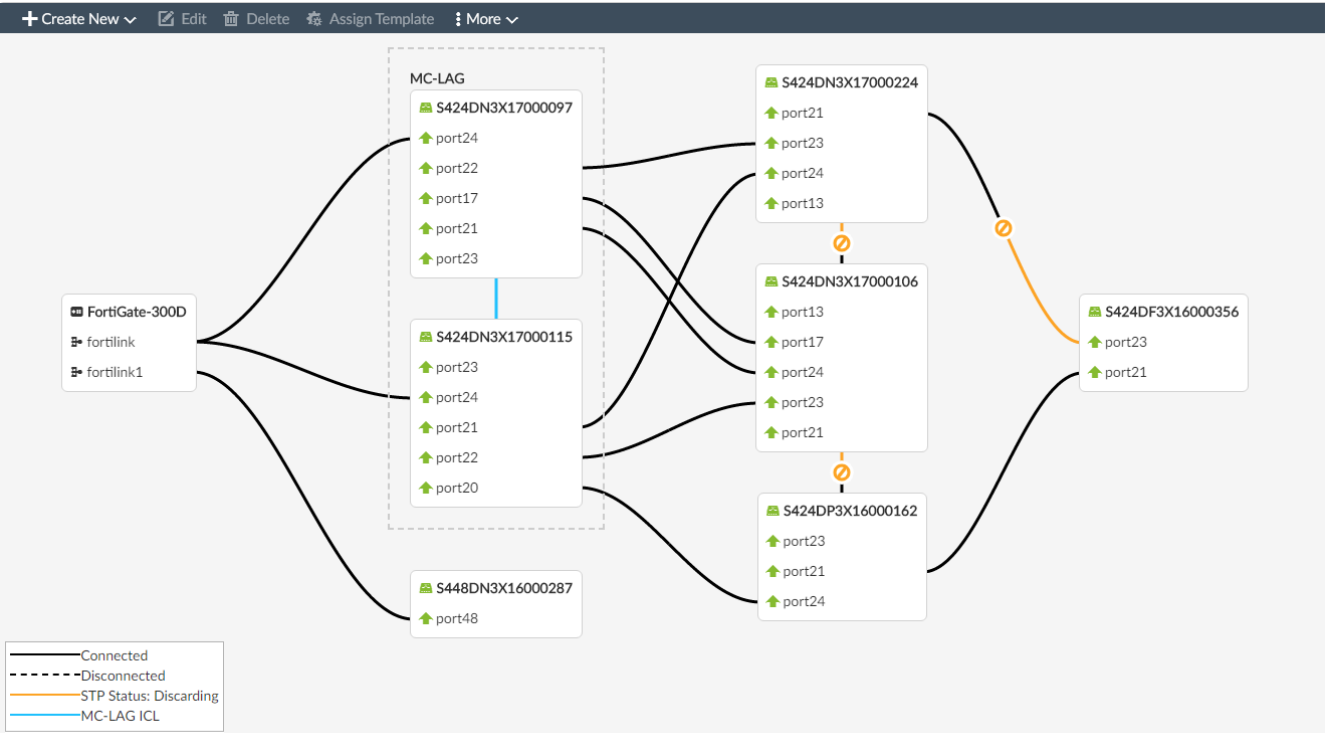 Create New Edit Delete Assign Template More
MC-LAG
S424DN3X17000097
port24
port22
port17
port21
port23
S424DN3X17000115
port23
port24
port21
port22
port20
S448DN3X16000287
port48
FortiGate-300D
fortilink
fortilink1
S424DN3X17000224
port21
port23
port24
port13
S424DN3X17000106
port13
port17
port24
port23
port21
S424DP3X16000162
port23
port21
port24
S424DF3X16000356
port23
port21
Connected
Disconnected
STP Status: Discarding
MC-LAG ICL